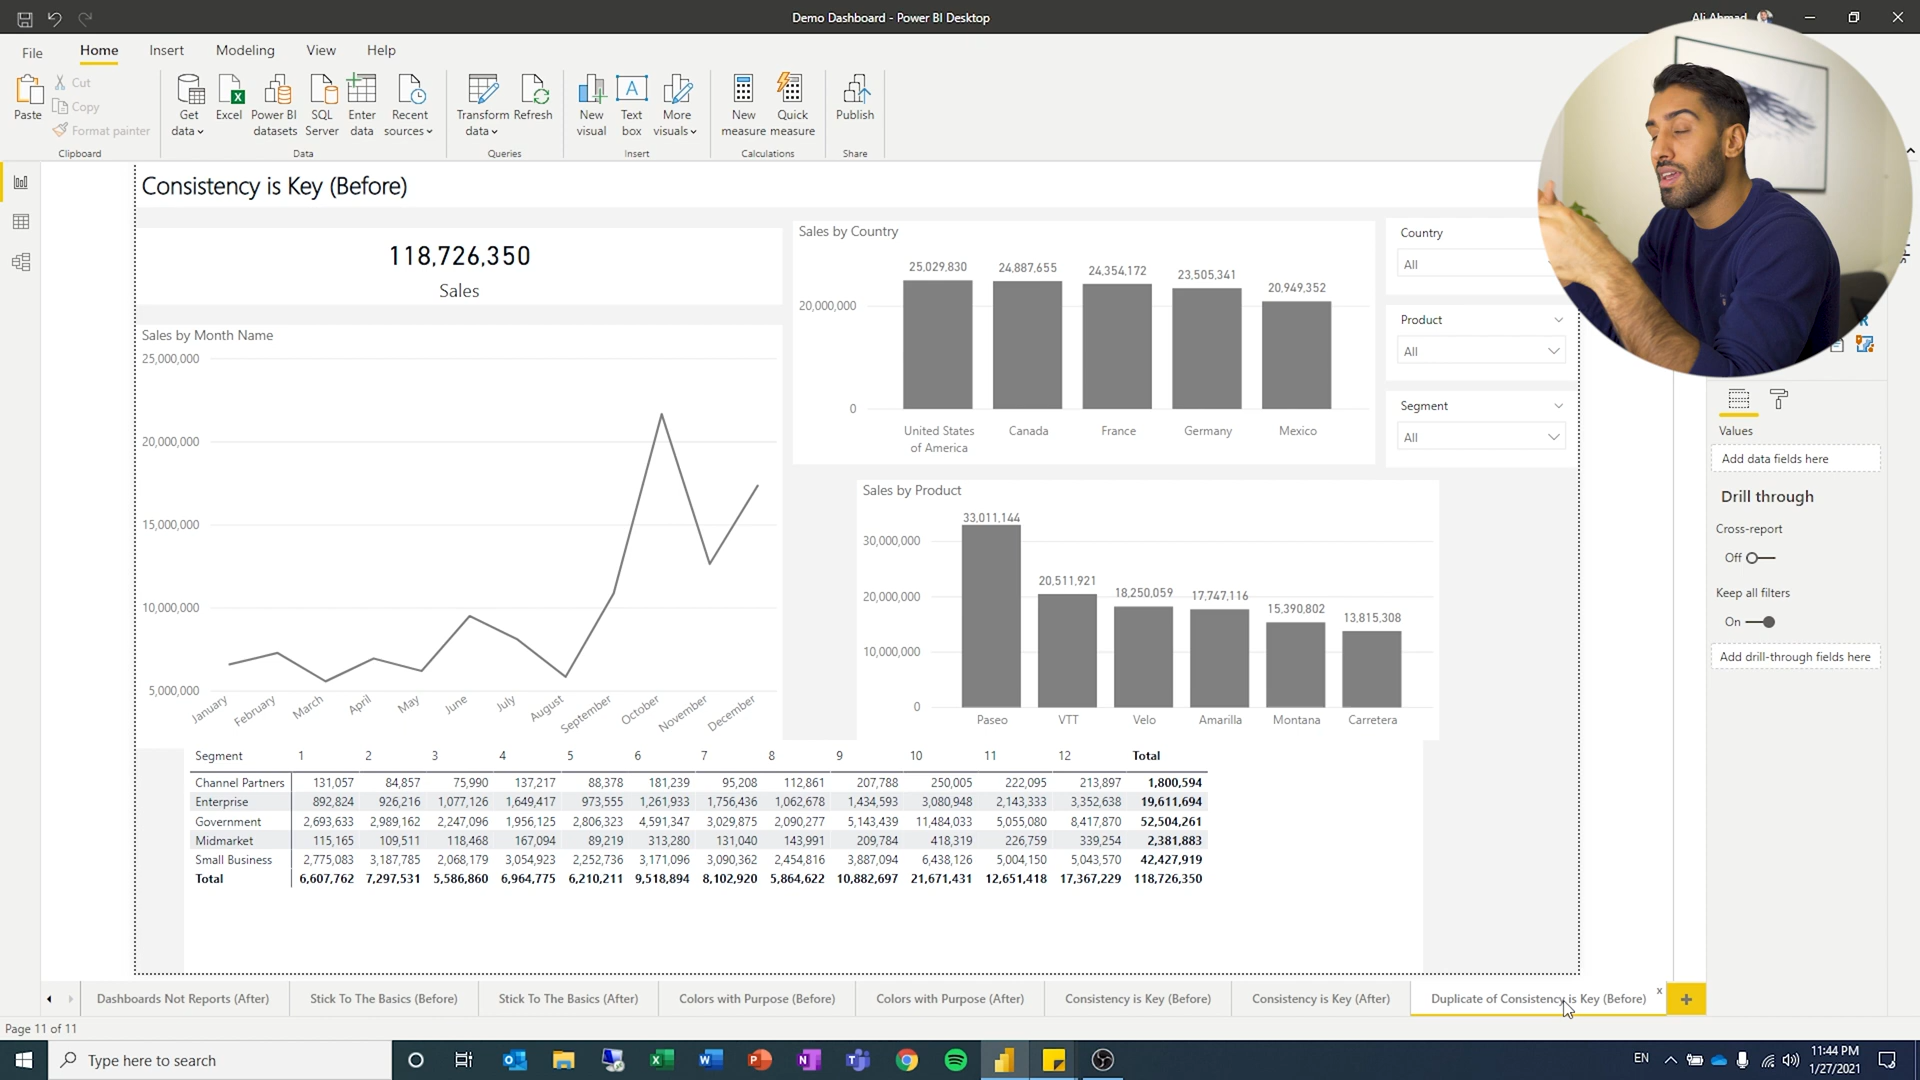 Demo Dashboard - Power BI Desktop
Ali Ahmad
File Home Insert Modeling View Help
Paste
Cut
Copy
Format painter
Clipboard
Get data
Excel
Power BI datasets
SQL Server
Enter data
Recent sources
Data
Transform data
Refresh
Queries
New visual
Text box
More visuals
Insert
New measure
Quick measure
Calculations
Publish
Share
Consistency is Key (Before)
118,726,350
Sales
Sales by Month Name
25,000,000
20,000,000
15,000,000
10,000,000
5,000,000
January February March April May June July August September October November December
Sales by Country
25,029,830 24,887,655 24,354,172 23,505,341 20,949,352
20,000,000
0
United States of America Canada France Germany Mexico
Country
All
Product
All
Segment
All
Sales by Product
33,011,144
20,511,921 18,250,059 17,747,116 15,390,802 13,815,308
30,000,000
20,000,000
10,000,000
0
Paseo VTT Velo Amarilla Montana Carretera
Segment 1 2 3 4 5 6 7 8 9 10 11 12 Total
Channel Partners 131,057 84,857 75,990 137,217 88,378 181,239 95,208 112,861 207,788 250,005 222,095 213,897 1,800,594
Enterprise 892,824 926,216 1,077,126 1,649,417 973,555 1,261,933 1,756,436 1,062,678 1,434,593 3,080,948 2,143,333 3,352,638 19,611,694
Government 2,693,633 2,989,162 2,247,096 1,956,125 2,806,323 4,591,347 3,029,875 2,090,277 5,143,439 11,484,033 5,055,080 8,417,870 52,504,261
Midmarket 115,165 109,511 118,468 167,094 89,219 313,280 131,040 143,991 209,784 418,319 226,759 339,254 2,381,883
Small Business 2,775,083 3,187,785 2,068,179 3,054,923 2,252,736 3,171,096 3,090,362 2,454,816 3,887,094 6,438,126 5,004,150 5,043,570 42,427,919
Total 6,607,762 7,297,531 5,586,860 6,964,775 6,210,211 9,518,894 8,102,920 5,864,622 10,882,697 21,671,431 12,651,418 17,367,229 118,726,350
Values
Add data fields here
Drill through
Cross-report
Off
Keep all filters
On
Add drill-through fields here
Dashboards Not Reports (After) Stick To The Basics (Before) Stick To The Basics (After) Colors with Purpose (Before) Colors with Purpose (After) Consistency is Key (Before) Consistency is Key (After) Duplicate of Consistency is Key (Before)
Page 11 of 11
Type here to search
EN
11:44 PM
1/27/2021